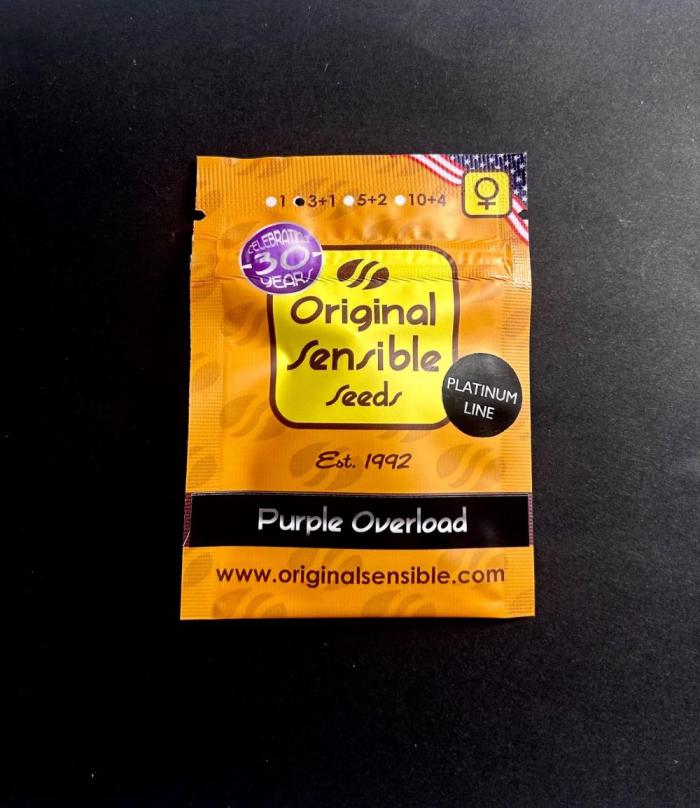 1 3+1 5+2 10+4
CELEBRATING
30
YEARS
Original
Sensible
Seeds
PLATINUM
LINE
Est. 1992
Purple Overload
www.originalsensible.com